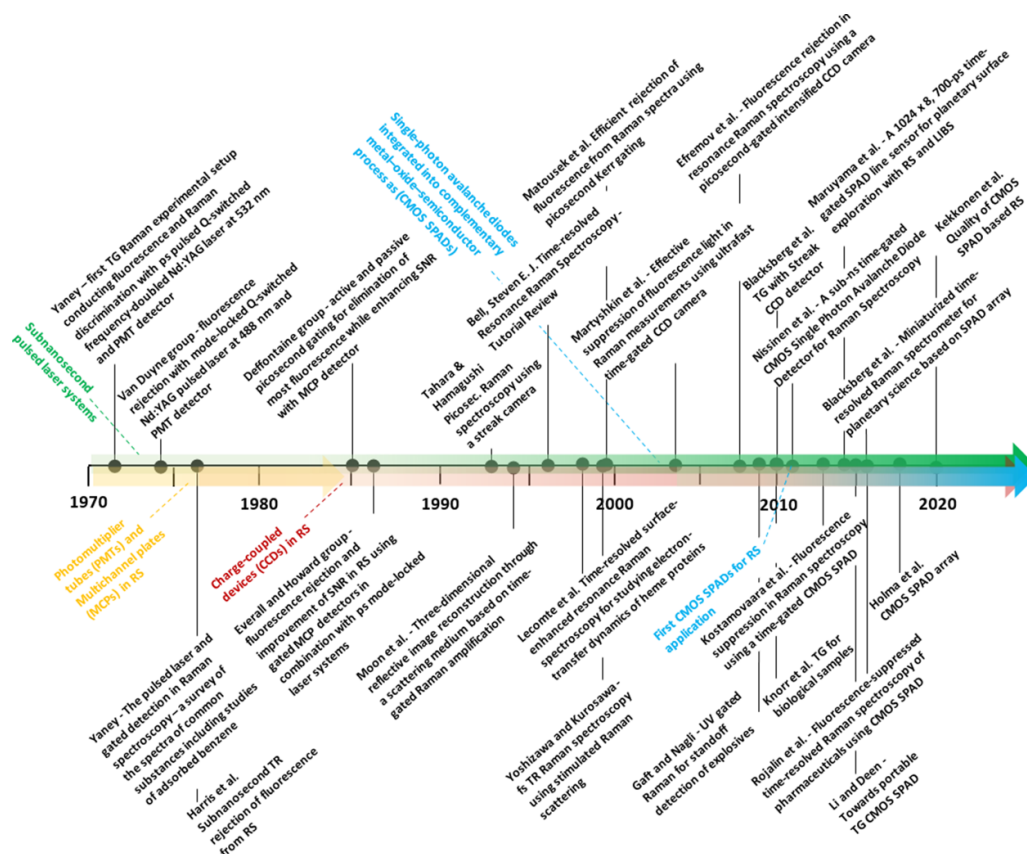 Yaney – first TG Raman experimental setup
conducting fluorescence and Raman
discrimination with ps pulsed Q-switched
frequency-doubled Nd:YAG laser at 532 nm
and PMT detector
Subnanosecond
pulsed laser systems
Van Duyne group - fluorescence
rejection with mode-locked Q-switched
Nd:YAG pulsed laser at 488 nm and
PMT detector
Deffontaine group - active and passive
picosecond gating for elimination of
most fluorescence while enhancing SNR
with MCP detector
Single-photon avalanche diodes
integrated into complementary
metal–oxide–semiconductor
process as (CMOS SPADs)
Tahara &
Hamagushi
Picosec. Raman
spectroscopy using
a streak camera
Bell, Steven E. J. Time-resolved
Resonance Raman Spectroscopy -
Tutorial Review
Matousek et al. Efficient rejection of
fluorescence from Raman spectra using
picosecond Kerr gating
Martyshkin et al. - Effective
suppression of fluorescence light in
Raman measurements using ultrafast
time-gated CCD camera
Efremov et al. - Fluorescence rejection in
resonance Raman spectroscopy using a
picosecond-gated intensified CCD camera
Blacksberg et al.
TG with Streak
CCD detector
Nissinen et al. - A sub-ns time-gated
CMOS Single Photon Avalanche Diode
Detector for Raman Spectroscopy
Maruyama et al. - A 1024 x 8, 700-ps time-
gated SPAD line sensor for planetary surface
exploration with RS and LIBS
Blacksberg et al. - Miniaturized time-
resolved Raman spectrometer for
planetary science based on SPAD array
Kekkonen et al.
Quality of CMOS
SPAD based RS
1970
1980
1990
2000
2010
2020
Photomultiplier
tubes (PMTs) and
Multichannel plates
(MCPs) in RS
Yaney - The pulsed laser and
gated detection in Raman
spectroscopy – a survey of
the spectra of common
substances including studies
of adsorbed benzene
Harris et al.
Subnanosecond TR
rejection of fluorescence
from RS
Charge-coupled
devices (CCDs) in RS
Everall and Howard group -
fluorescence rejection and
improvement of SNR in RS using
gated MCP detectors in
combination with ps mode-locked
laser systems
Moon et al. - Three-dimensional
reflective image reconstruction through
a scattering medium based on time-
gated Raman amplification
Lecomte et al. - Time-resolved surface-
enhanced resonance Raman
spectroscopy for studying electron-
transfer dynamics of heme proteins
Yoshizawa and Kurosawa -
fs TR Raman spectroscopy
using stimulated Raman
scattering
First CMOS SPADs for RS
application
Gaft and Nagli - UV gated
Raman for standoff
detection of explosives
Kostamovaara et al. - Fluorescence
suppression in Raman spectroscopy
using a time-gated CMOS SPAD
Knorr et al. TG for
biological samples
Rojalin et al. - Fluorescence-suppressed
time-resolved Raman spectroscopy of
pharmaceuticals using CMOS SPAD
Li and Deen -
Towards portable
TG CMOS SPAD
Holma et al.
CMOS SPAD array